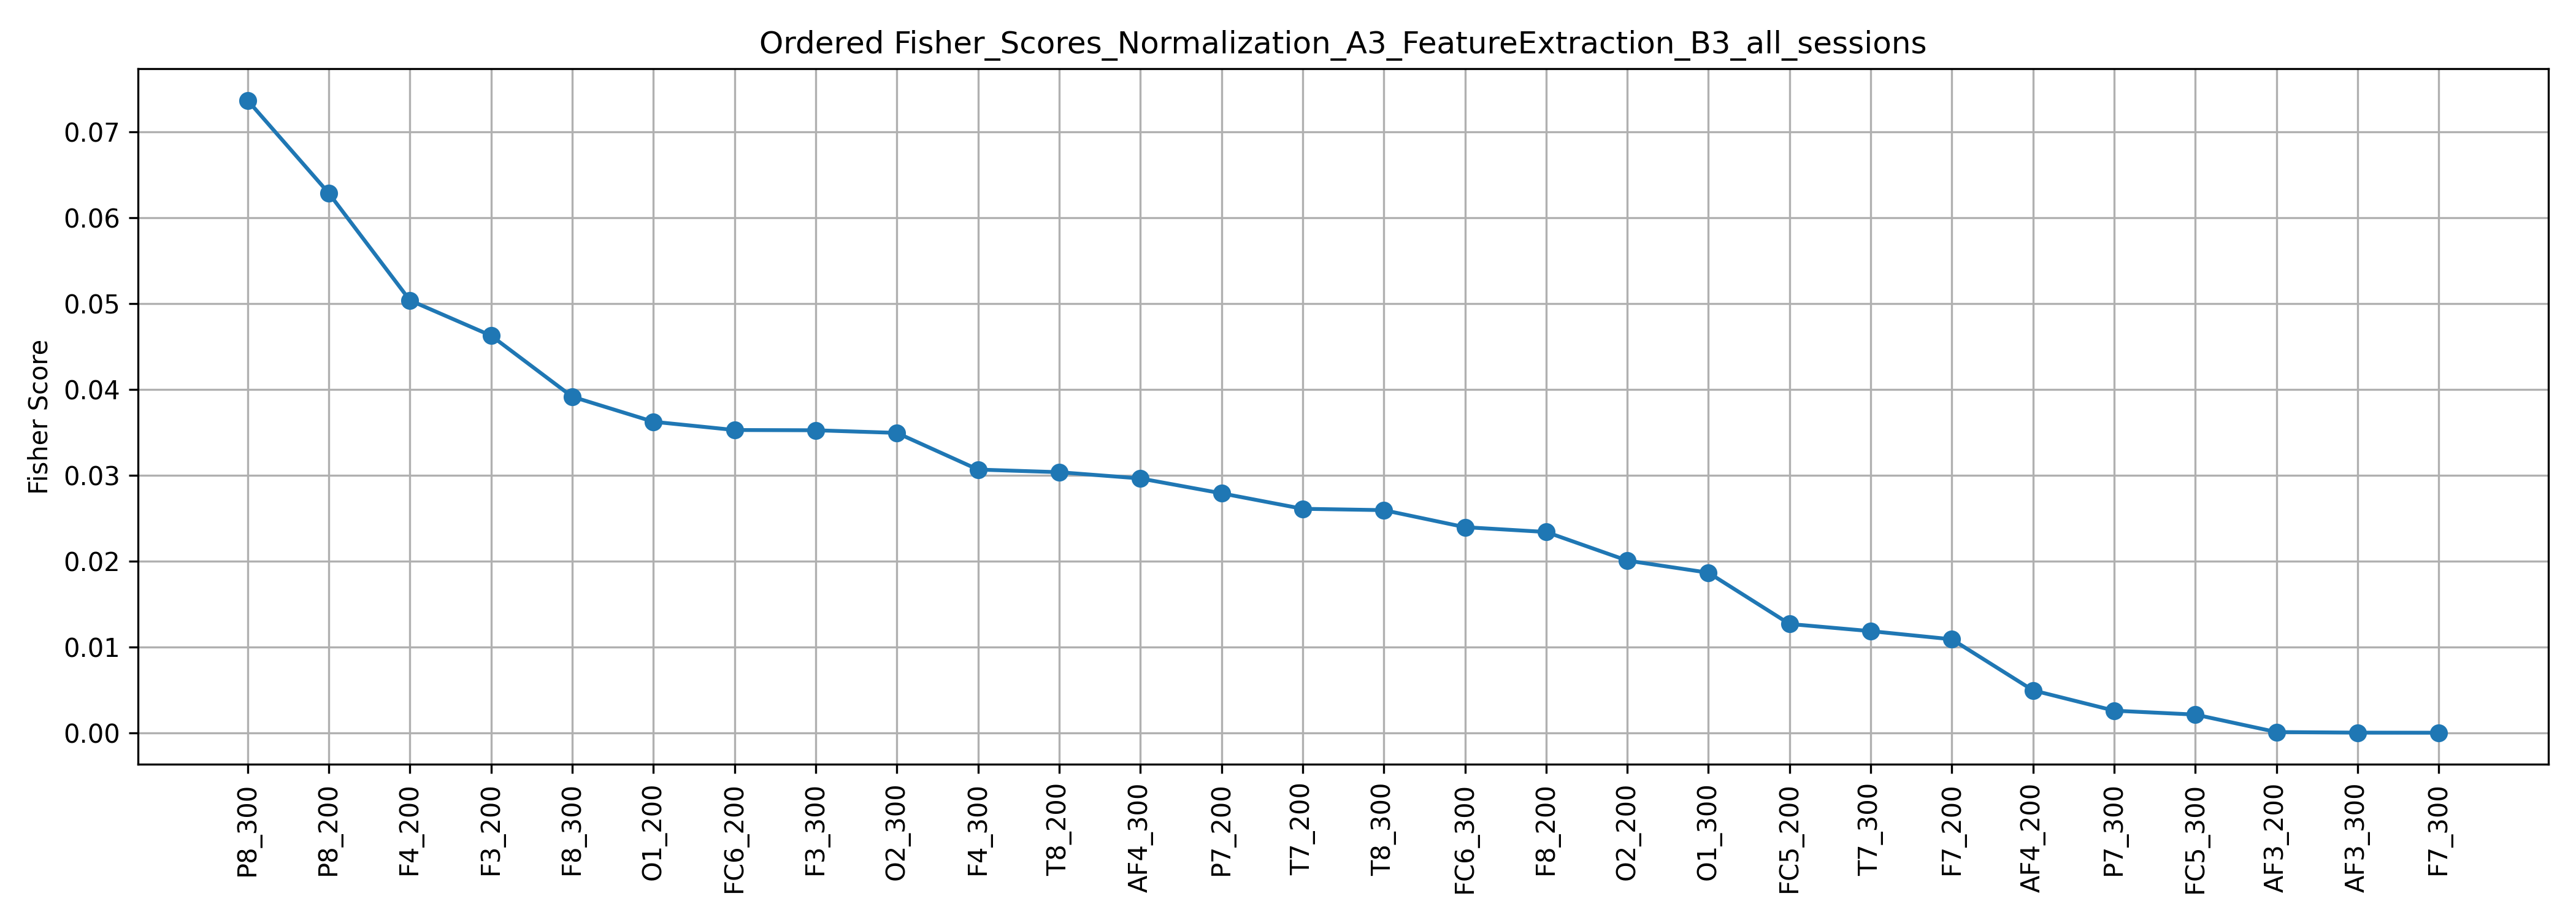 Ordered Fisher_Scores_Normalization_A3_FeatureExtraction_B3_all_sessions
Fisher Score
0.07
0.06
0.05
0.04
0.03
0.02
0.01
0.00
P8_300
P8_200
F4_200
F3_200
F8_300
O1_200
FC6_200
F3_300
O2_300
F4_300
T8_200
AF4_300
P7_200
T7_200
T8_300
FC6_300
F8_200
O2_200
O1_300
FC5_200
T7_300
F7_200
AF4_200
P7_300
FC5_300
AF3_200
AF3_300
F7_300